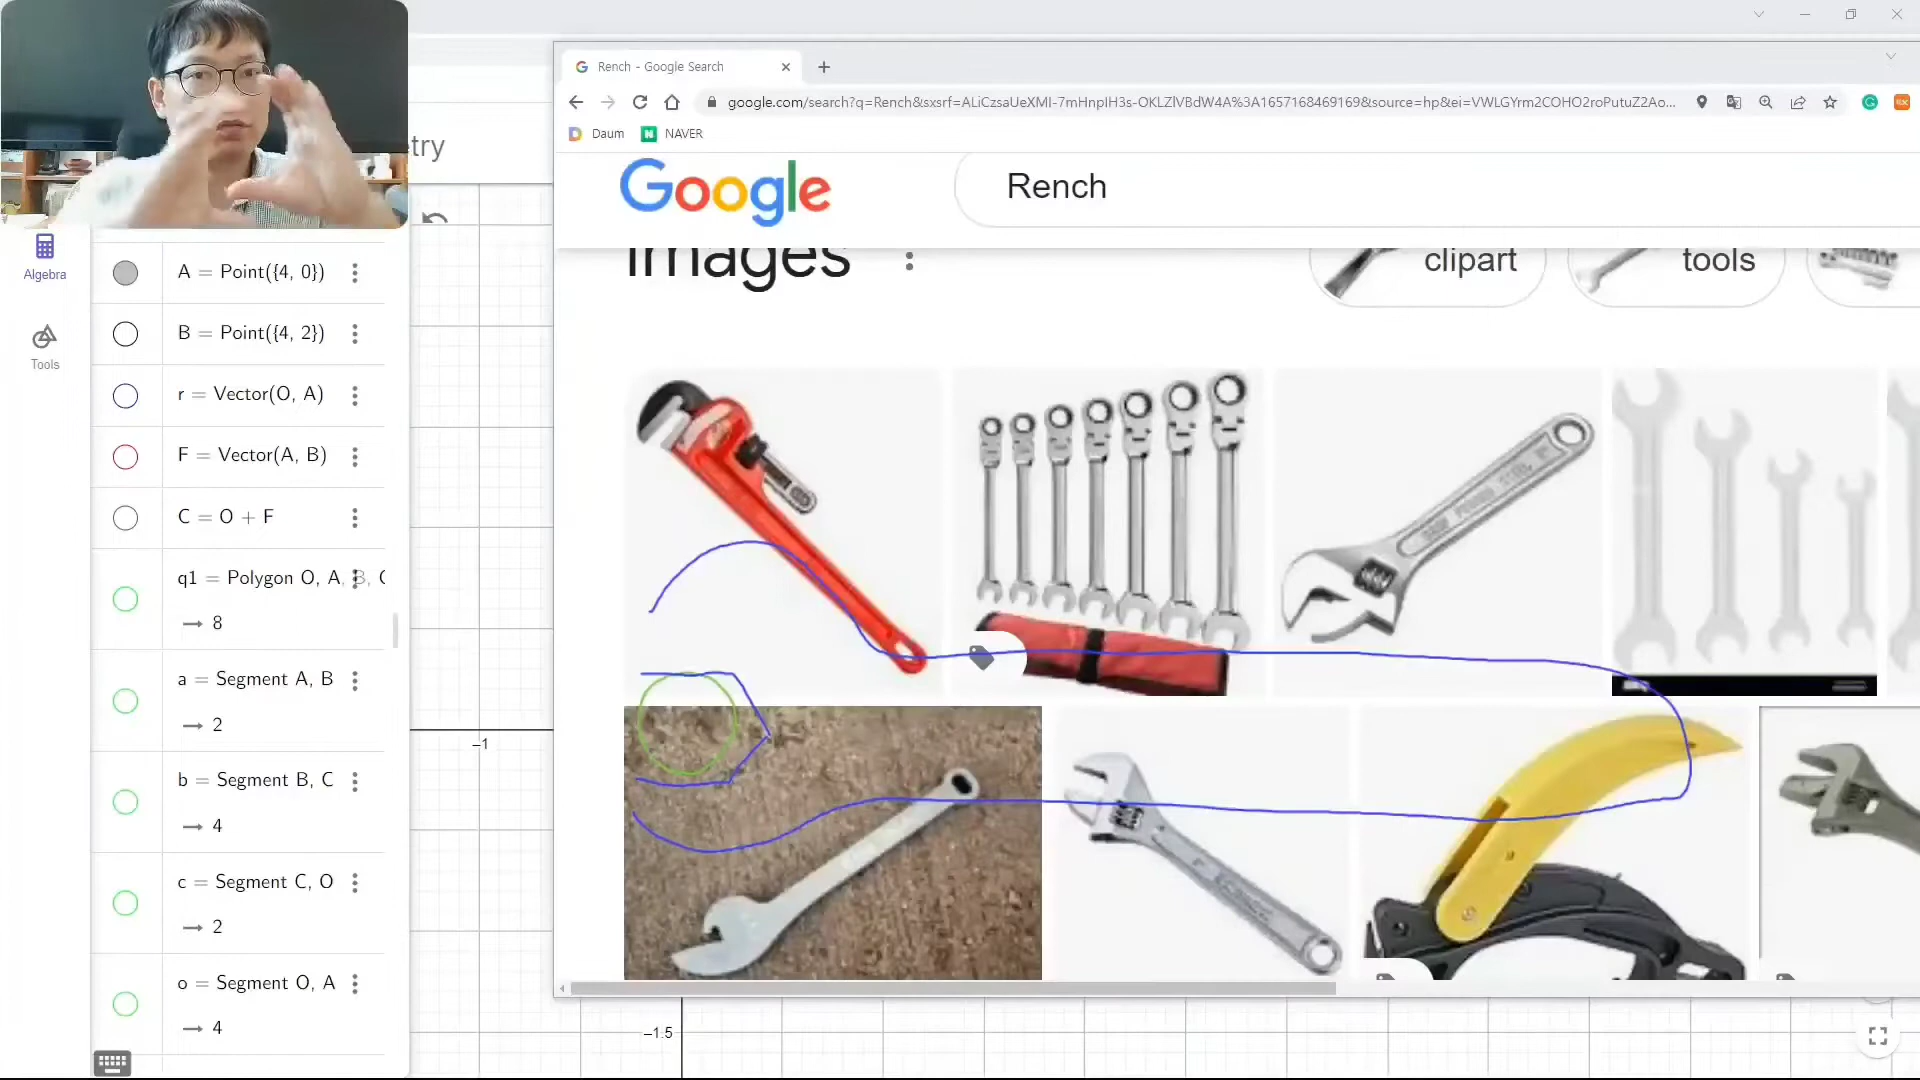 Rench - Google Search
google.com/search?q=Rench&sxsrf=ALiCzsaUeXMI-7mHnpIH3s-OKLZlVBdW4A%3A1657168469169&source=hp&ei=VWLGYrm2COHO2roPutuZ2Ao...
Daum
NAVER
try
Google
Rench
Images
clipart
tools
Algebra
Tools
A = Point({4, 0})
B = Point({4, 2})
r = Vector(O, A)
F = Vector(A, B)
C = O + F
q1 = Polygon O, A, B, C
→ 8
a = Segment A, B
→ 2
b = Segment B, C
→ 4
c = Segment C, O
→ 2
o = Segment O, A
→ 4
−1
−1.5